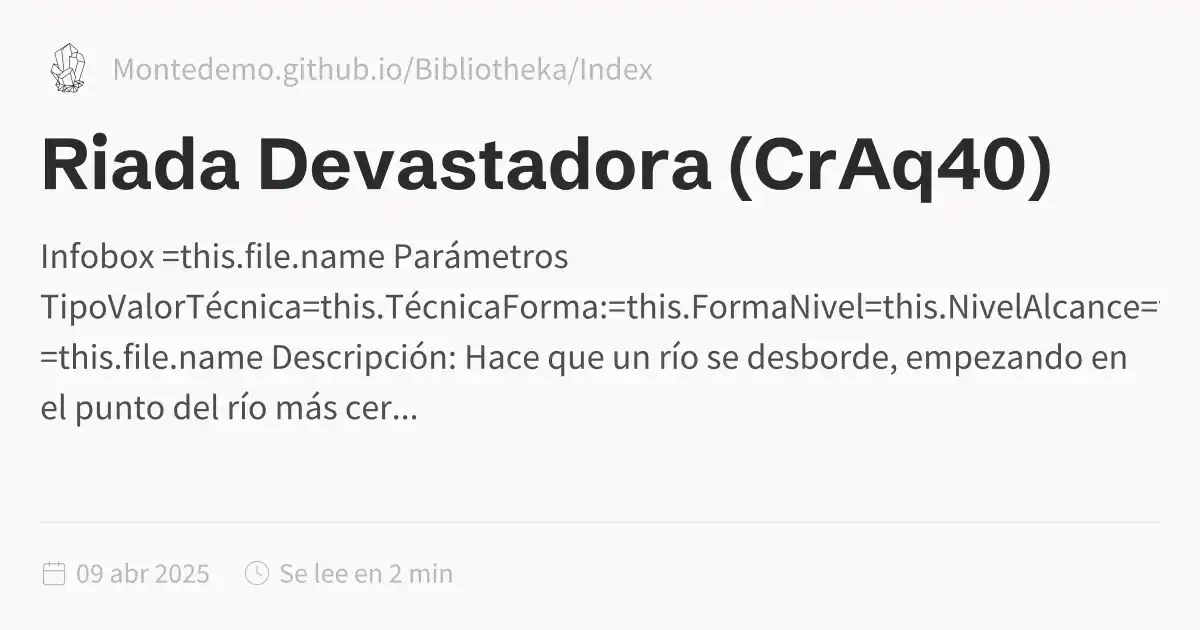 Montedemo.github.io/Bibliotheka/Index
Riada Devastadora (CrAq40)
Infobox =this.file.name Parámetros
TipoValorTécnica=this.TécnicaForma:=this.FormaNivel=this.NivelAlcance=
=this.file.name Descripción: Hace que un río se desborde, empezando en
el punto del río más cer...
09 abr 2025 Se lee en 2 min